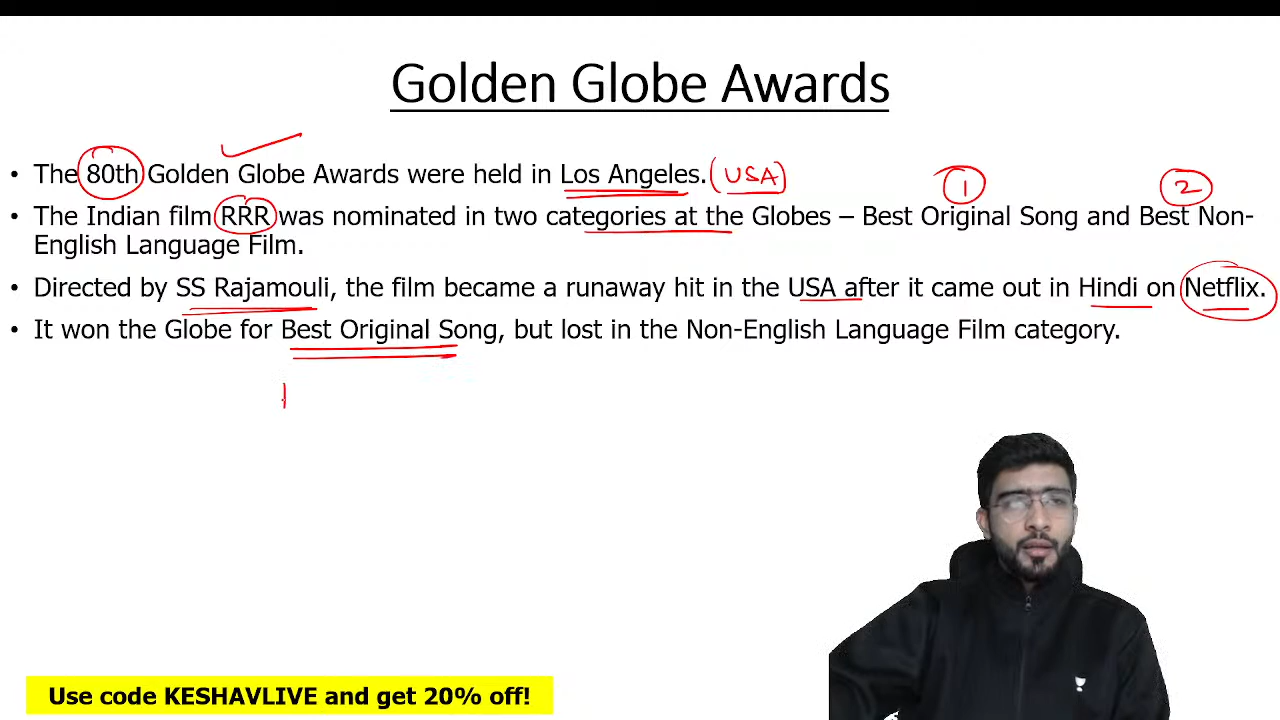 Golden Globe Awards
• The 80th Golden Globe Awards were held in Los Angeles. (USA)
1 2
• The Indian film RRR was nominated in two categories at the Globes – Best Original Song and Best Non-
English Language Film.
• Directed by SS Rajamouli, the film became a runaway hit in the USA after it came out in Hindi on Netflix.
• It won the Globe for Best Original Song, but lost in the Non-English Language Film category.
Use code KESHAVLIVE and get 20% off!